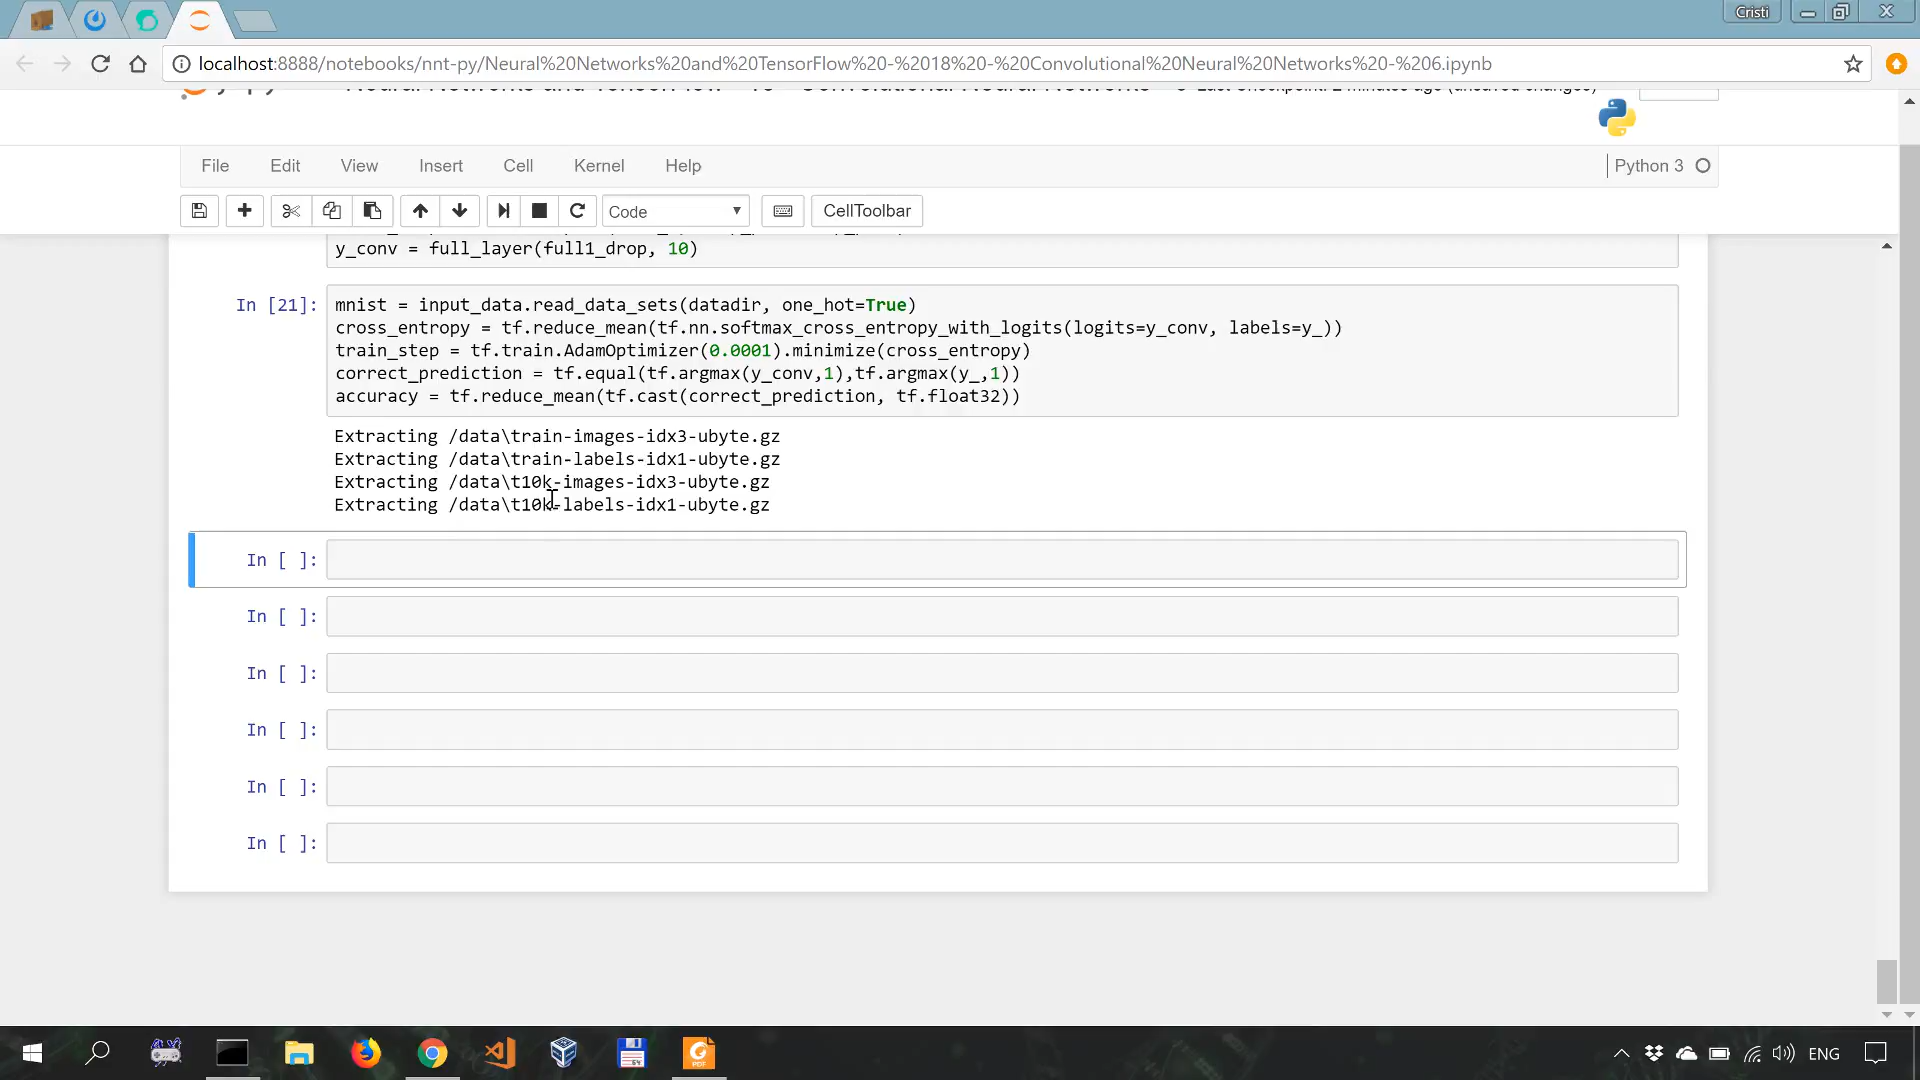 Cristi
localhost:8888/notebooks/nnt-py/Neural%20Networks%20and%20TensorFlow%20-%2018%20-%20Convolutional%20Neural%20Networks%20-%206.ipynb
File Edit View Insert Cell Kernel Help
Python 3
Code
CellToolbar
y_conv = full_layer(full1_drop, 10)
In [21]:
mnist = input_data.read_data_sets(datadir, one_hot=True)
cross_entropy = tf.reduce_mean(tf.nn.softmax_cross_entropy_with_logits(logits=y_conv, labels=y_))
train_step = tf.train.AdamOptimizer(0.0001).minimize(cross_entropy)
correct_prediction = tf.equal(tf.argmax(y_conv,1),tf.argmax(y_,1))
accuracy = tf.reduce_mean(tf.cast(correct_prediction, tf.float32))
Extracting /data\train-images-idx3-ubyte.gz
Extracting /data\train-labels-idx1-ubyte.gz
Extracting /data\t10k-images-idx3-ubyte.gz
Extracting /data\t10k-labels-idx1-ubyte.gz
In [ ]:
In [ ]:
In [ ]:
In [ ]:
In [ ]:
In [ ]:
64
PDF
ENG